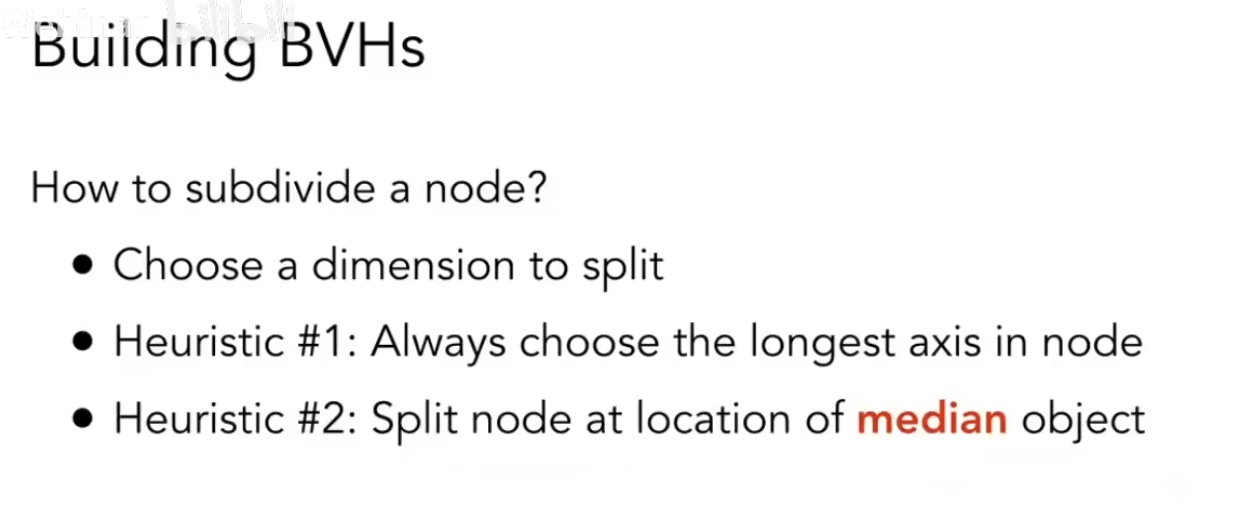 Building BVHs
How to subdivide a node?
● Choose a dimension to split
● Heuristic #1: Always choose the longest axis in node
● Heuristic #2: Split node at location of median object